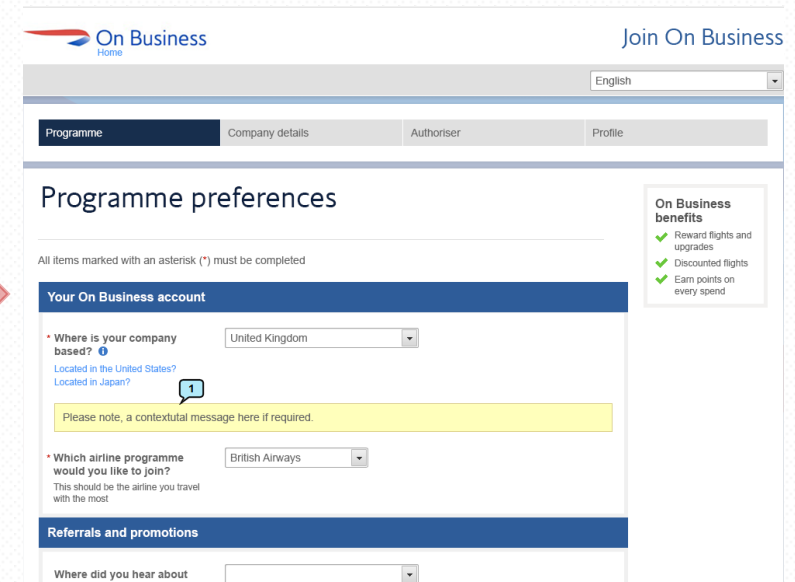 On Business
Home
Join On Business
English
Programme
Company details
Authoriser
Profile
Programme preferences
All items marked with an asterisk (*) must be completed
On Business
benefits
Reward flights and
upgrades
Discounted flights
Earn points on
every spend
Your On Business account
* Where is your company
based?
United Kingdom
Located in the United States?
Located in Japan?
1
Please note, a contextutal message here if required.
* Which airline programme
would you like to join?
British Airways
This should be the airline you travel
with the most
Referrals and promotions
Where did you hear about